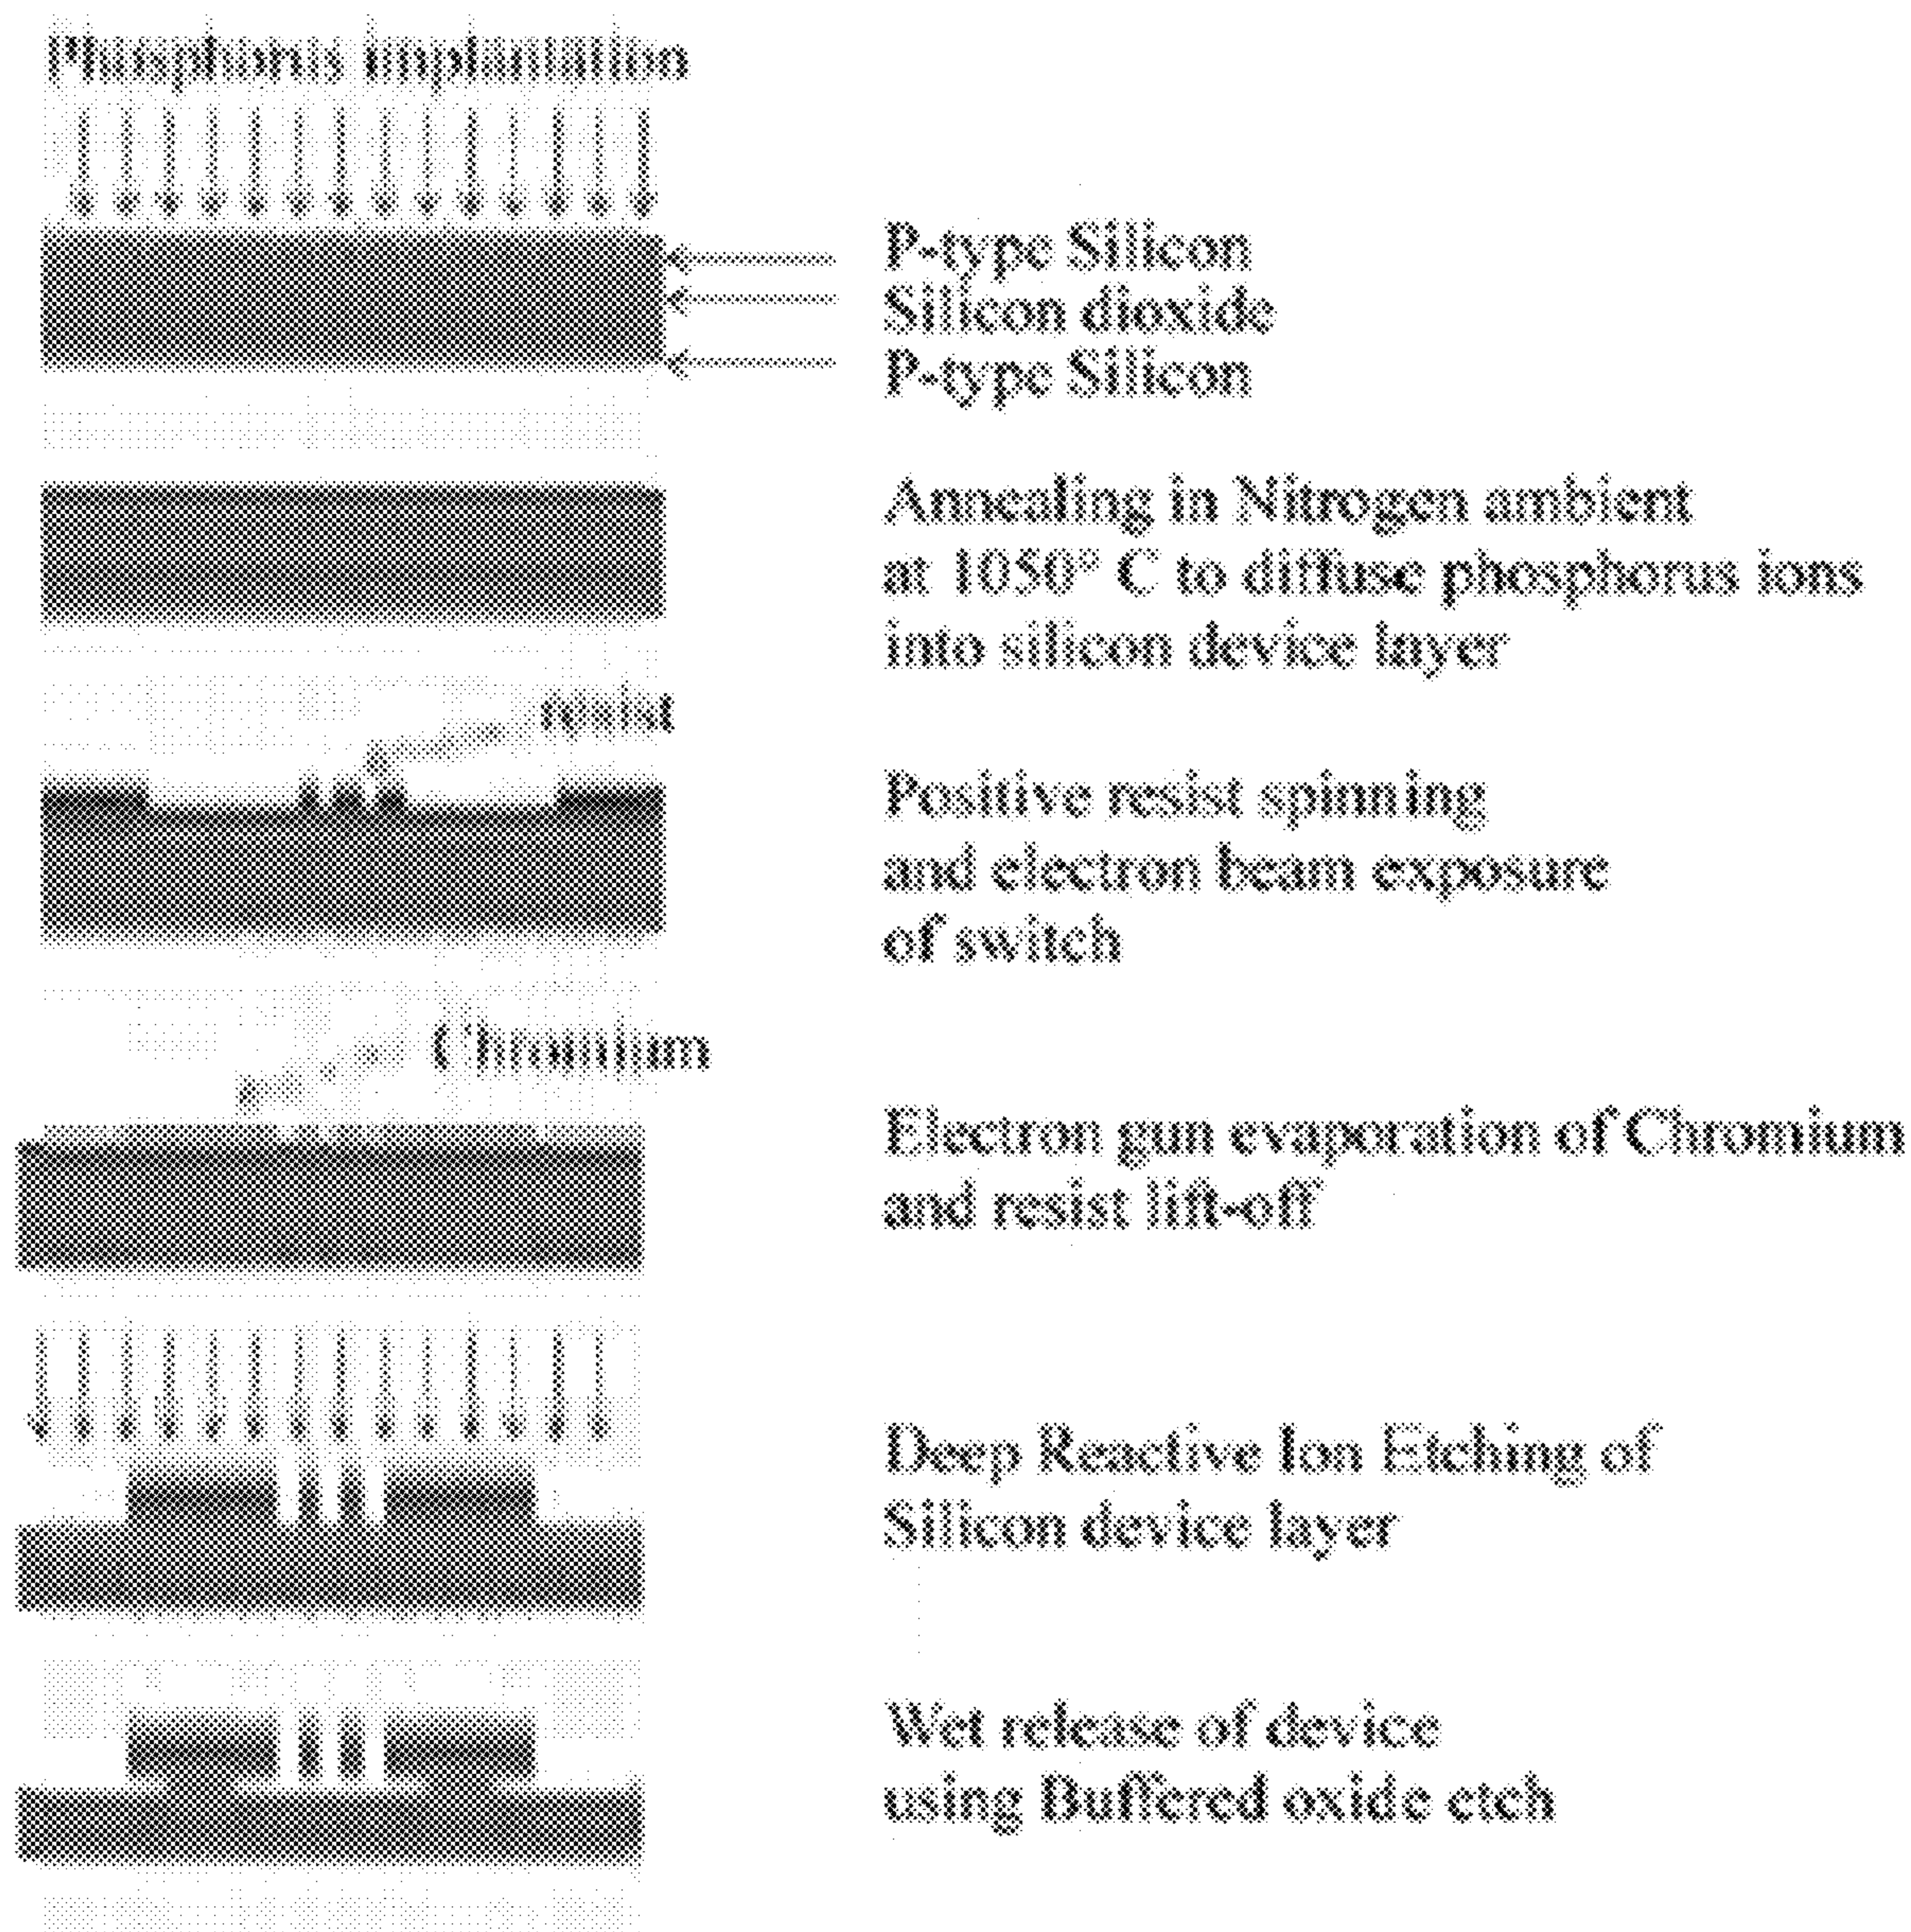 Phosphorus implantation
P-type Silicon
Silicon dioxide
P-type Silicon
Annealing in Nitrogen ambient
at 1050° C to diffuse phosphorus ions
into silicon device layer
resist
Positive resist spinning
and electron beam exposure
of switch
Chromium
Electron gun evaporation of Chromium
and resist lift-off
Deep Reactive Ion Etching of
Silicon device layer
Wet release of device
using Buffered oxide etch